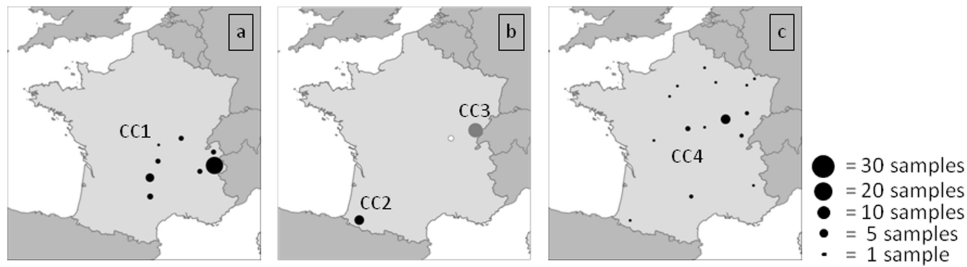 a
CC1
b
CC3
CC2
c
CC4
= 30 samples
= 20 samples
= 10 samples
= 5 samples
= 1 sample